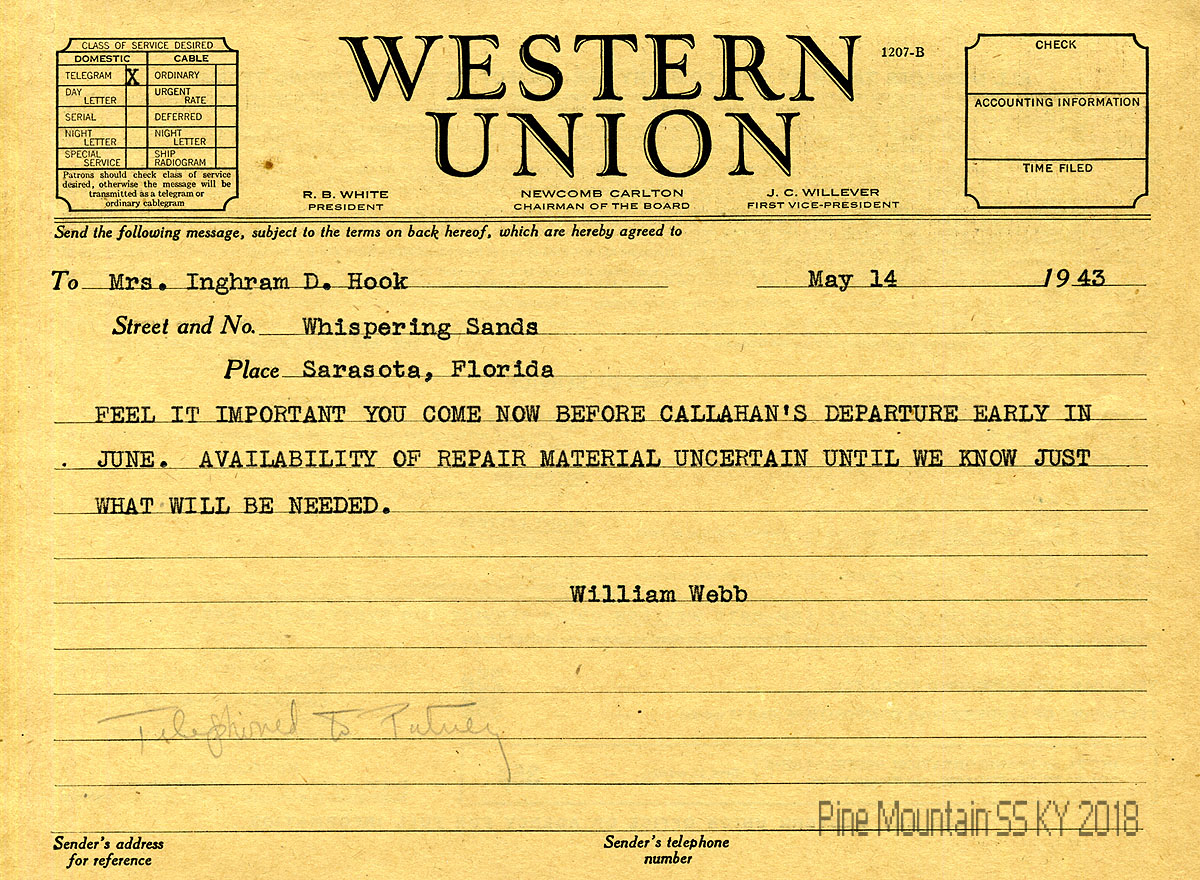 CLASS OF SERVICE DESIRED
DOMESTIC CABLE
TELEGRAM X ORDINARY
DAY LETTER URGENT RATE
SERIAL DEFERRED
NIGHT LETTER NIGHT LETTER
SPECIAL SERVICE SHIP RADIOGRAM
Patrons should check class of service
desired, otherwise the message will be
transmitted as a telegram or
ordinary cablegram
WESTERN
UNION
1207-B
R. B. WHITE
PRESIDENT
NEWCOMB CARLTON
CHAIRMAN OF THE BOARD
J. C. WILLEVER
FIRST VICE-PRESIDENT
CHECK
ACCOUNTING INFORMATION
TIME FILED
Send the following message, subject to the terms on back hereof, which are hereby agreed to
To Mrs. Inghram D. Hook May 14 1943
Street and No. Whispering Sands
Place Sarasota, Florida
FEEL IT IMPORTANT YOU COME NOW BEFORE CALLAHAN'S DEPARTURE EARLY IN
JUNE. AVAILABILITY OF REPAIR MATERIAL UNCERTAIN UNTIL WE KNOW JUST
WHAT WILL BE NEEDED.
William Webb
Telephoned to Putney
Pine Mountain SS KY 2018
Sender's address
for reference
Sender's telephone
number